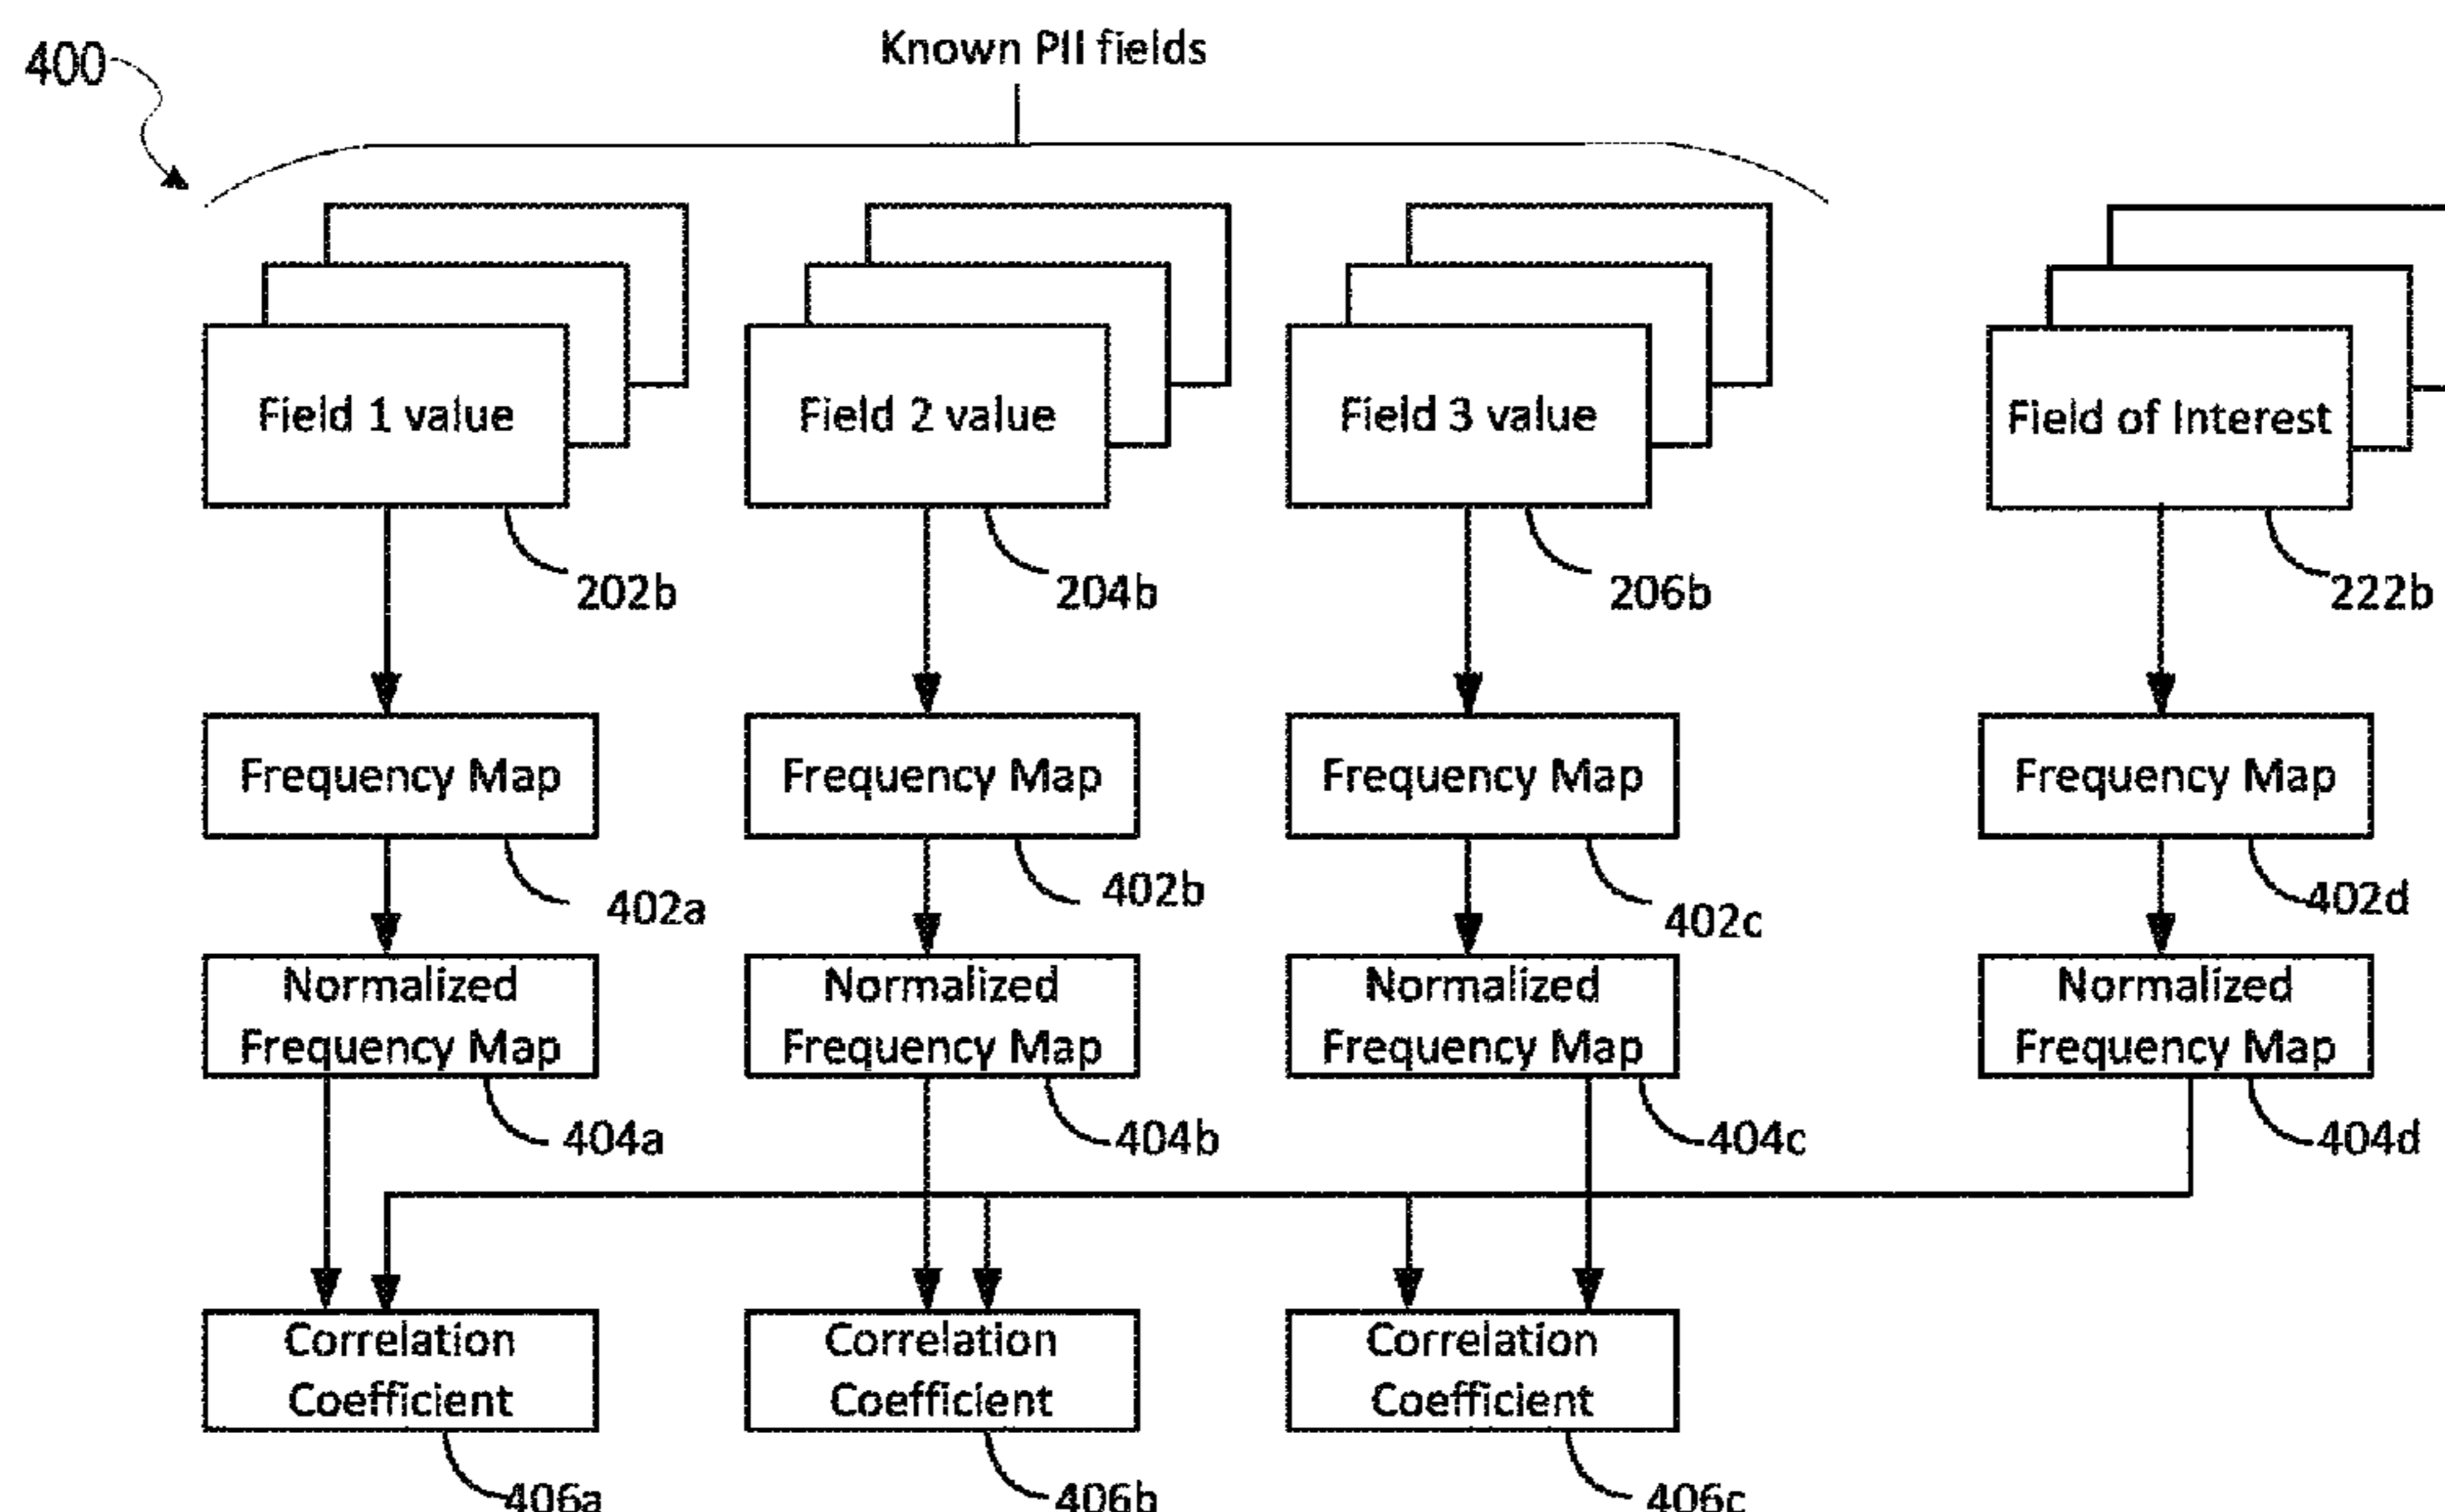 400
Known PII fields
Field 1 value
Field 2 value
Field 3 value
Field of Interest
202b
204b
206b
222b
Frequency Map
Frequency Map
Frequency Map
Frequency Map
402a
402b
402c
402d
Normalized
Frequency Map
Normalized
Frequency Map
Normalized
Frequency Map
Normalized
Frequency Map
404a
404b
404c
404d
Correlation
Coefficient
Correlation
Coefficient
Correlation
Coefficient
406a
406b
406c